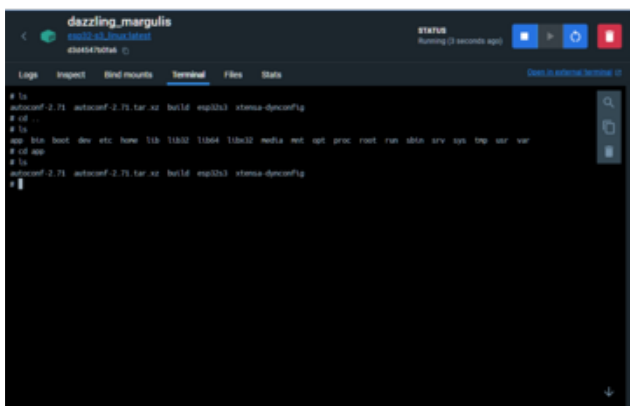 dazzling_margulis
esp32-s3_linux:latest
STATUS
Running (3 seconds ago)
Logs Inspect Bind mounts Terminal Files Stats
Open in external terminal
# ls
autoconf-2.71 autoconf-2.71.tar.xz build esp32s3 xtensa-dynconfig
# cd ..
# ls
app bin boot dev etc home lib lib32 lib64 libx32 media mnt opt proc root run sbin srv sys tmp usr var
# cd app
# ls
autoconf-2.71 autoconf-2.71.tar.xz build esp32s3 xtensa-dynconfig
#